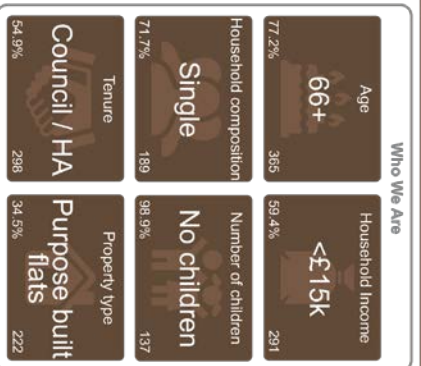 Who We Are
Age
66+
77.2% 365
Household Income
<£15k
59.4% 291
Household composition
Single
71.7% 189
Number of children
No children
98.9% 137
Tenure
Council / HA
54.9% 298
Property type
Purpose built
flats
34.5% 222